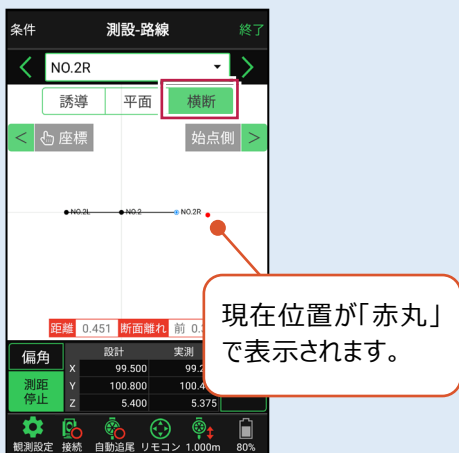 条件 測設-路線 終了
< NO.2R >
誘導 平面 横断
< 座標 始点側 >
NO.2L NO.2 NO.2R
距離 0.451 断面離れ 前
現在位置が「赤丸」
で表示されます。
偏角 設計 実測
X 99.500
測距 Y 100.800
停止 Z 5.400 5.375
観測設定 接続 自動追尾 リモコン 1.000m 80%